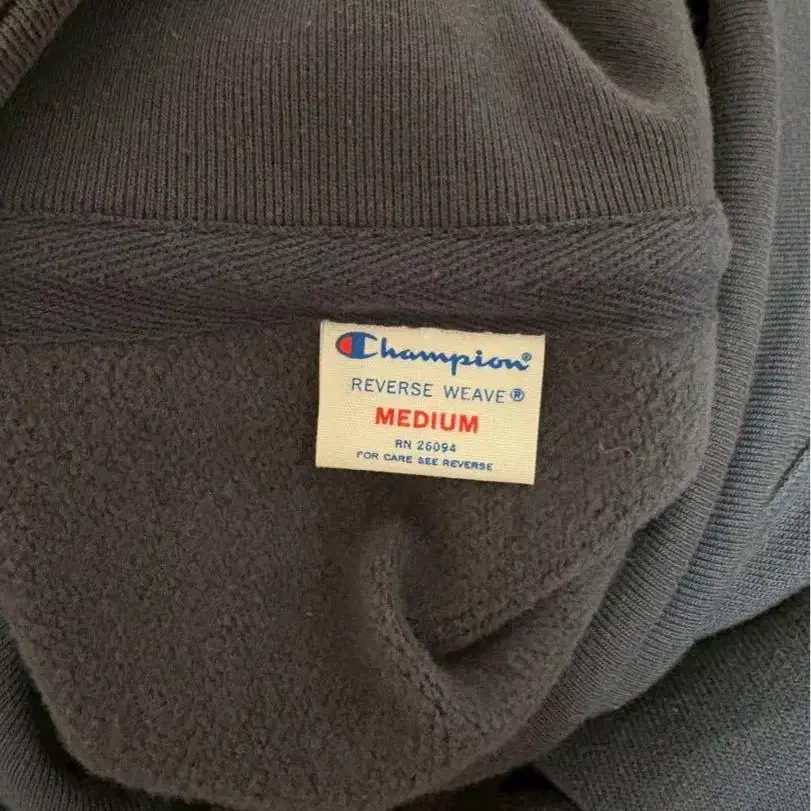 Champion®
REVERSE WEAVE®
MEDIUM
RN 26094
FOR CARE SEE REVERSE